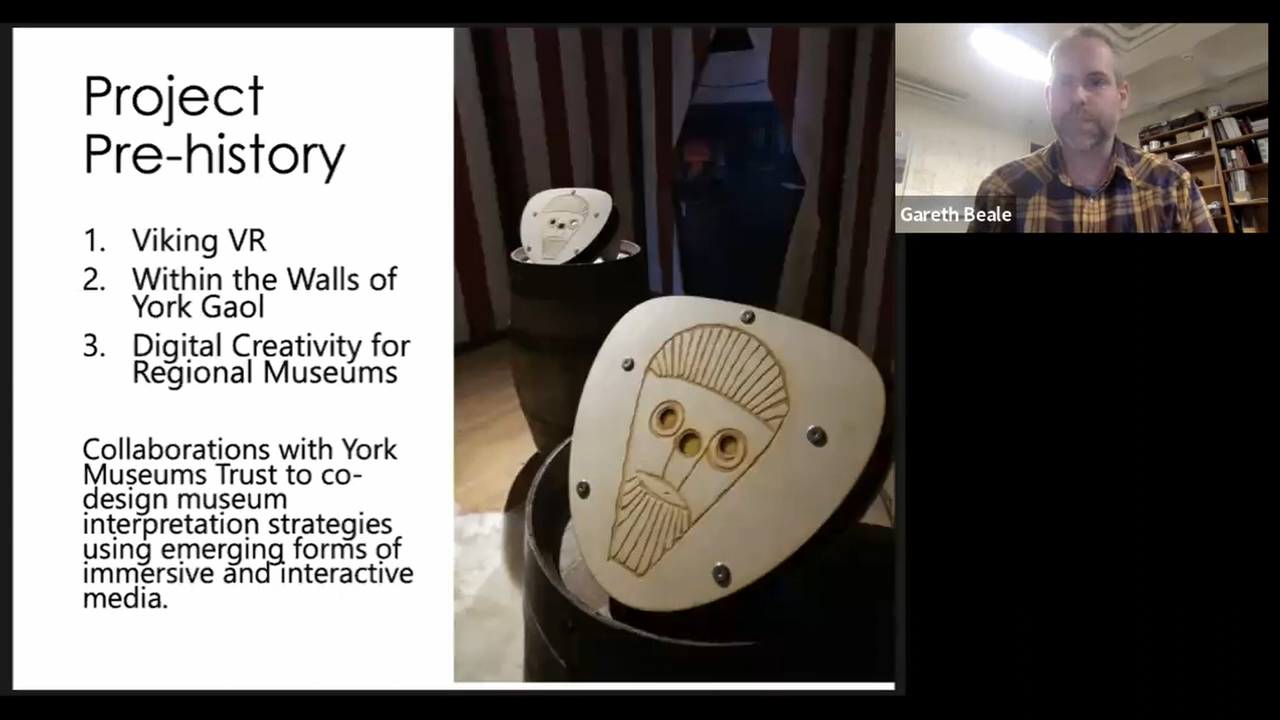 Project
Pre-history
1. Viking VR
2. Within the Walls of
York Gaol
3. Digital Creativity for
Regional Museums
Collaborations with York
Museums Trust to co-
design museum
interpretation strategies
using emerging forms of
immersive and interactive
media.
Gareth Beale